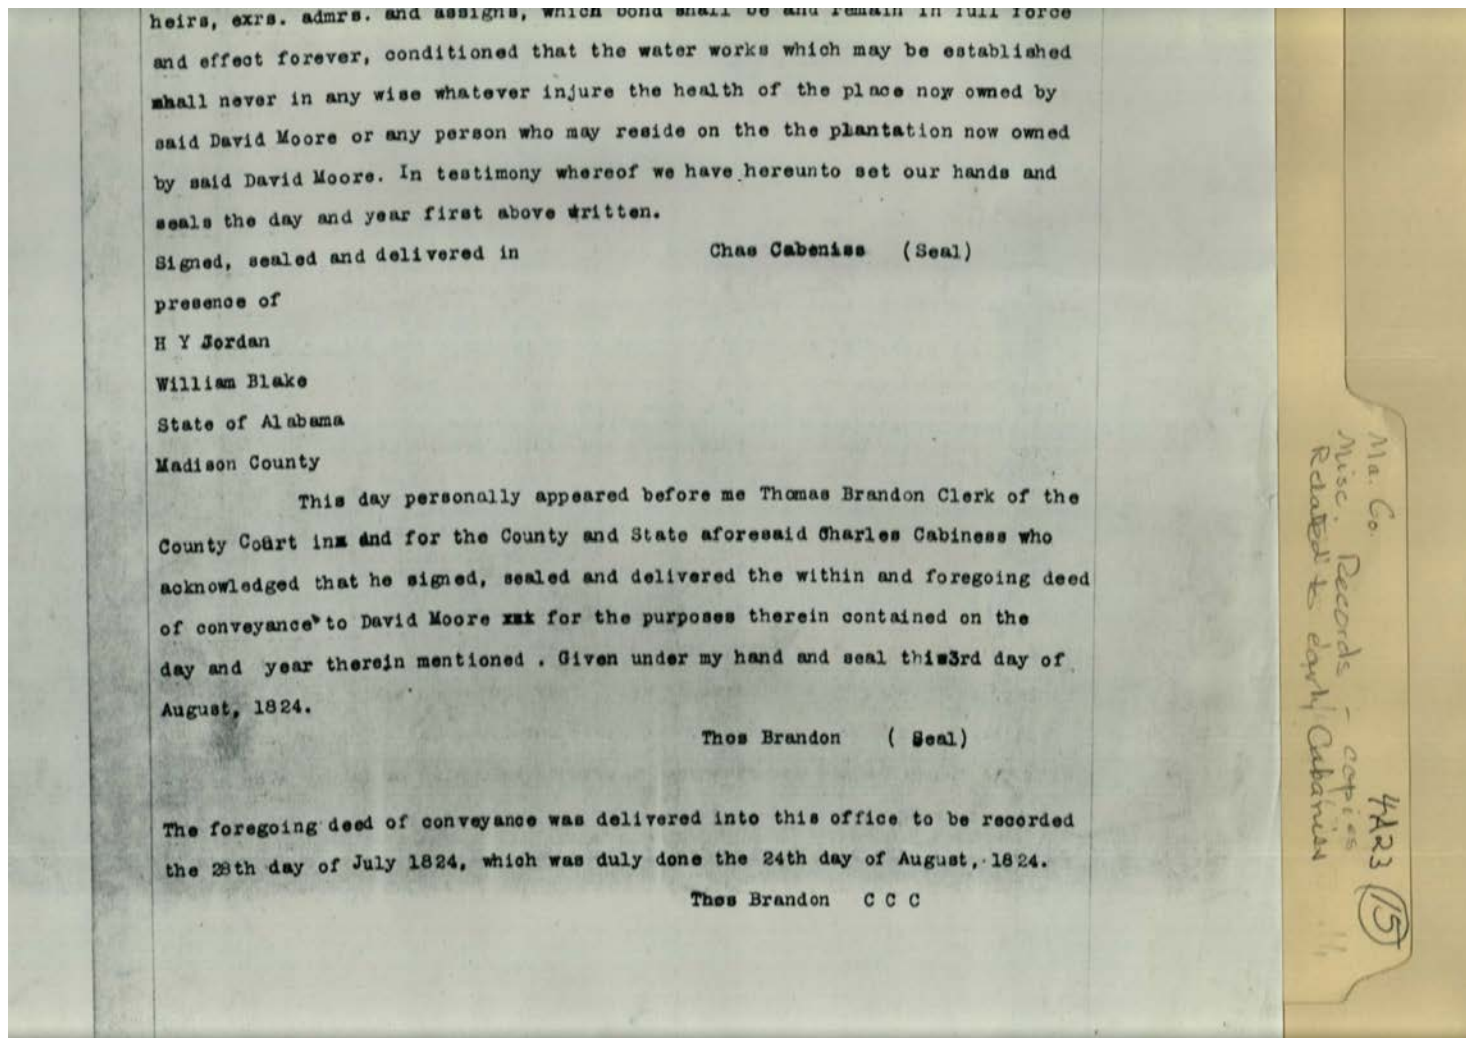 heirs, exrs. admrs. and assigns, which bond shall be and remain in full force
and effect forever, conditioned that the water works which may be established
shall never in any wise whatever injure the health of the place now owned by
said David Moore or any person who may reside on the the plantation now owned
by said David Moore. In testimony whereof we have hereunto set our hands and
seals the day and year first above written.
Signed, sealed and delivered in Chas Cabeniss (Seal)
presence of
H Y Jordan
William Blake
State of Alabama
Madison County
This day personally appeared before me Thomas Brandon Clerk of the
County Court in and for the County and State aforesaid Charles Cabiness who
acknowledged that he signed, sealed and delivered the within and foregoing deed
of conveyance to David Moore xxx for the purposes therein contained on the
day and year therein mentioned . Given under my hand and seal this3rd day of
August, 1824.
Thos Brandon ( Seal)
The foregoing deed of conveyance was delivered into this office to be recorded
the 28th day of July 1824, which was duly done the 24th day of August, 1824.
Thos Brandon C C C
Ma. Co. 4A23 (15)
Misc. Records - copies
Related to early Cabaniss